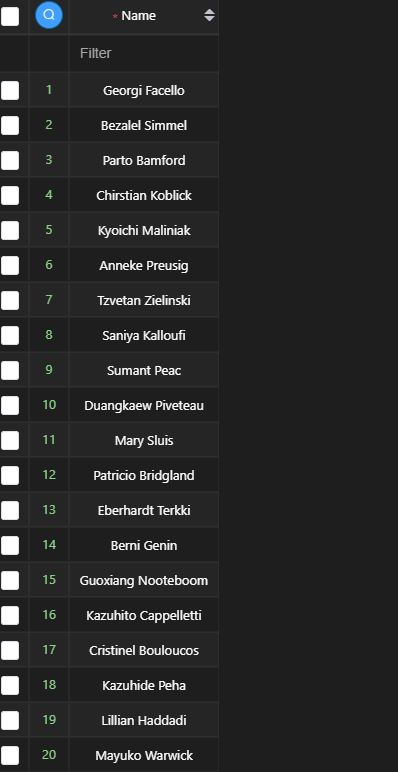 * Name
Filter
1 Georgi Facello
2 Bezalel Simmel
3 Parto Bamford
4 Chirstian Koblick
5 Kyoichi Maliniak
6 Anneke Preusig
7 Tzvetan Zielinski
8 Saniya Kalloufi
9 Sumant Peac
10 Duangkaew Piveteau
11 Mary Sluis
12 Patricio Bridgland
13 Eberhardt Terkki
14 Berni Genin
15 Guoxiang Nooteboom
16 Kazuhito Cappelletti
17 Cristinel Bouloucos
18 Kazuhide Peha
19 Lillian Haddadi
20 Mayuko Warwick